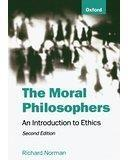 Oxford
The Moral
Philosophers
An Introduction to Ethics
Second Edition
Richard Norman